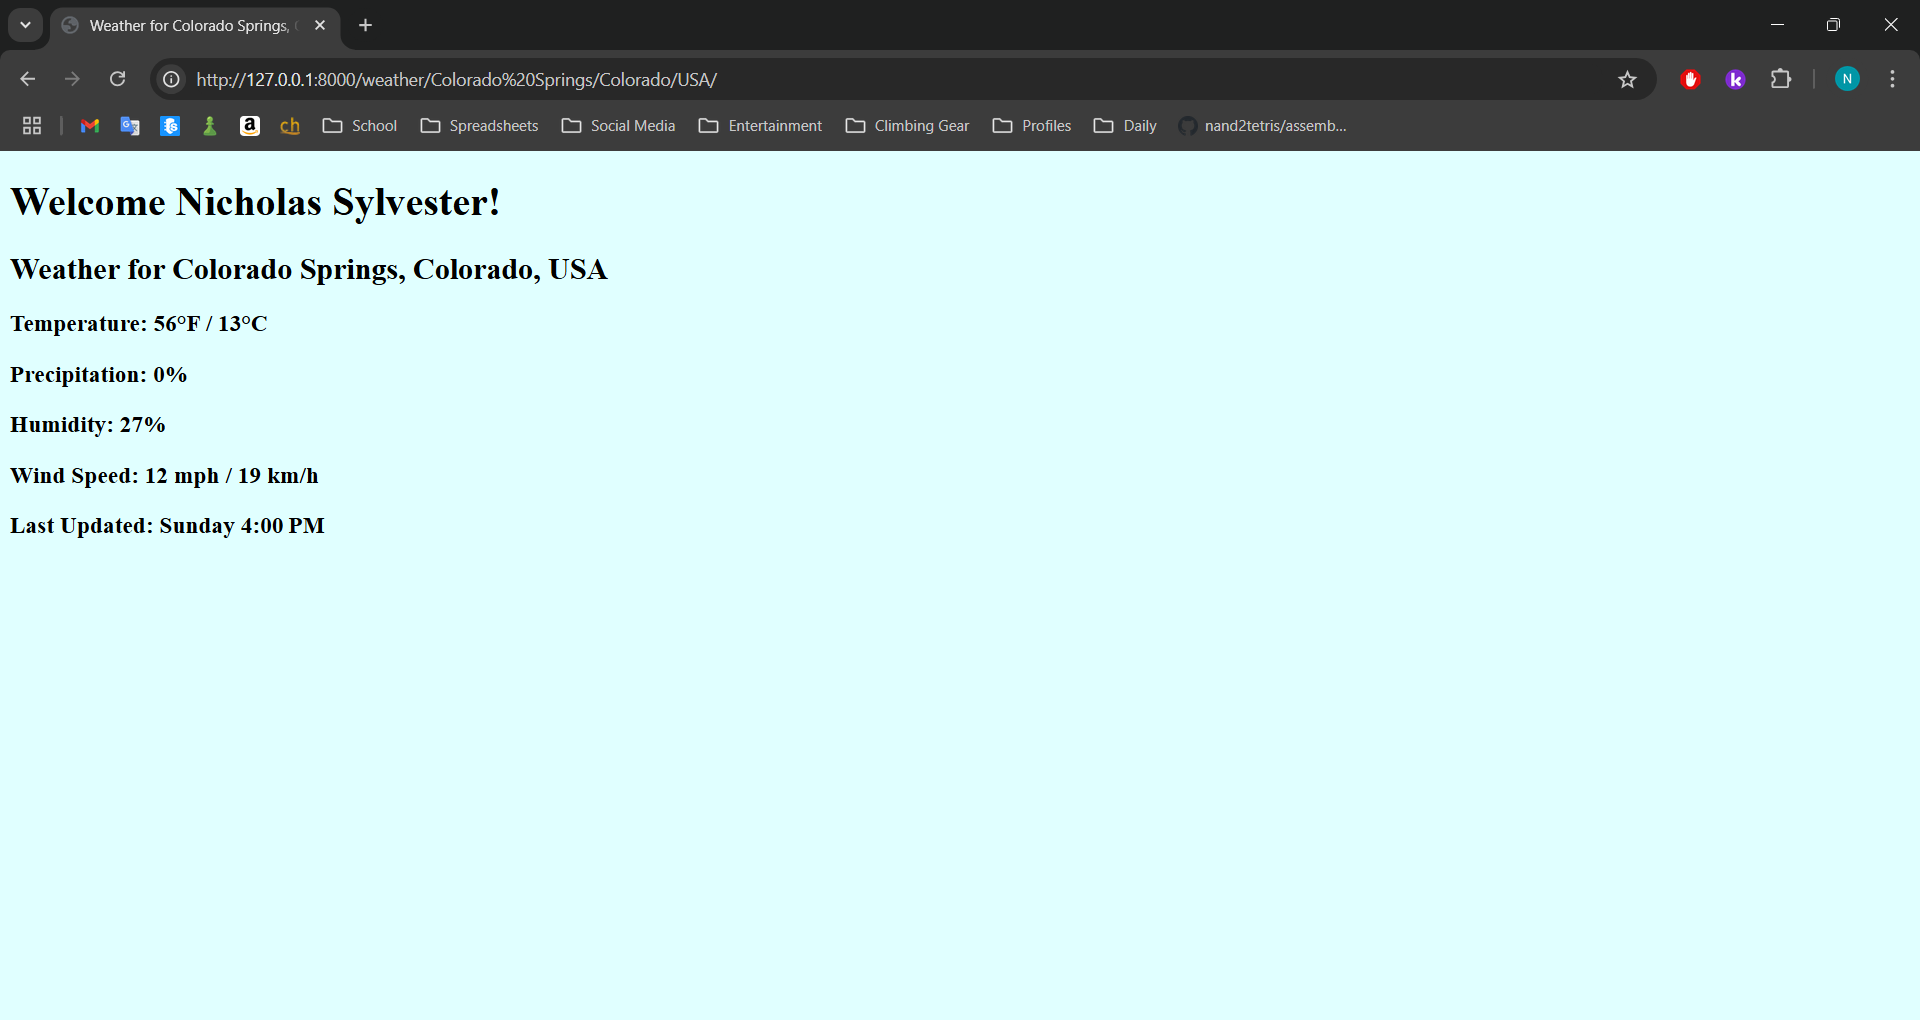 Weather for Colorado Springs,
http://127.0.0.1:8000/weather/Colorado%20Springs/Colorado/USA/
k
N
a
ch
School
Spreadsheets
Social Media
Entertainment
Climbing Gear
Profiles
Daily
nand2tetris/assemb...
Welcome Nicholas Sylvester!
Weather for Colorado Springs, Colorado, USA
Temperature: 56°F / 13°C
Precipitation: 0%
Humidity: 27%
Wind Speed: 12 mph / 19 km/h
Last Updated: Sunday 4:00 PM